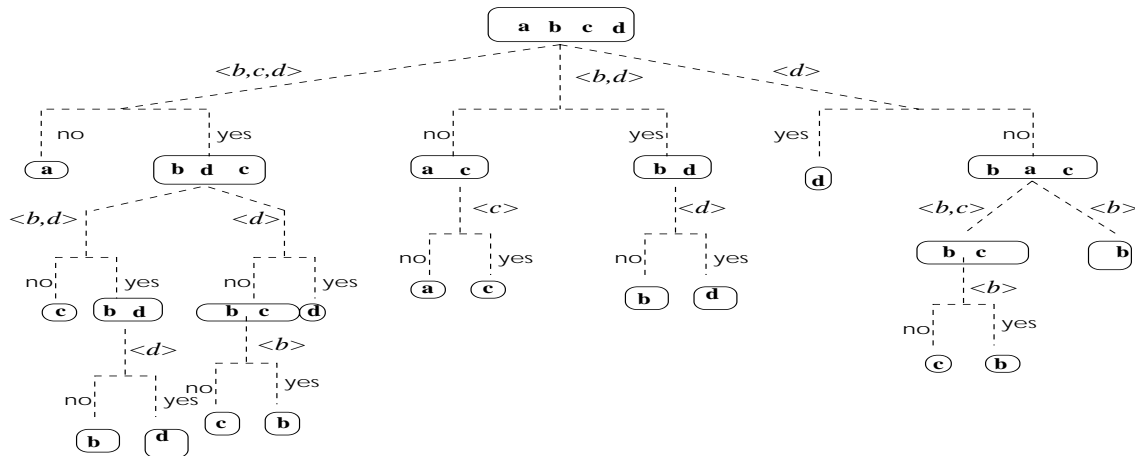 a b c d
<b,c,d> <b,d> <d>
no yes no yes yes no
a b d c a c b d d b a c
<b,d> <d> <c> <d> <b,c> <b>
no yes no yes no yes no yes b c b
c b d b c d a c b d <b>
<d> <b> no yes
no yes no yes c b
b d c b